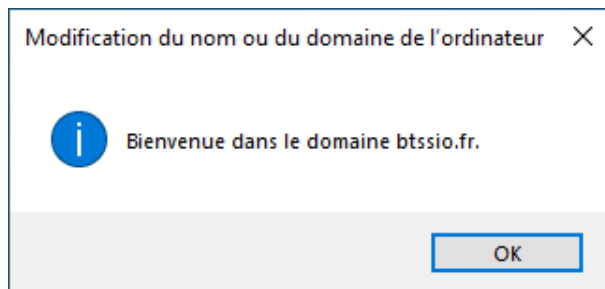 Modification du nom ou du domaine de l’ordinateur
Bienvenue dans le domaine btssio.fr.
OK